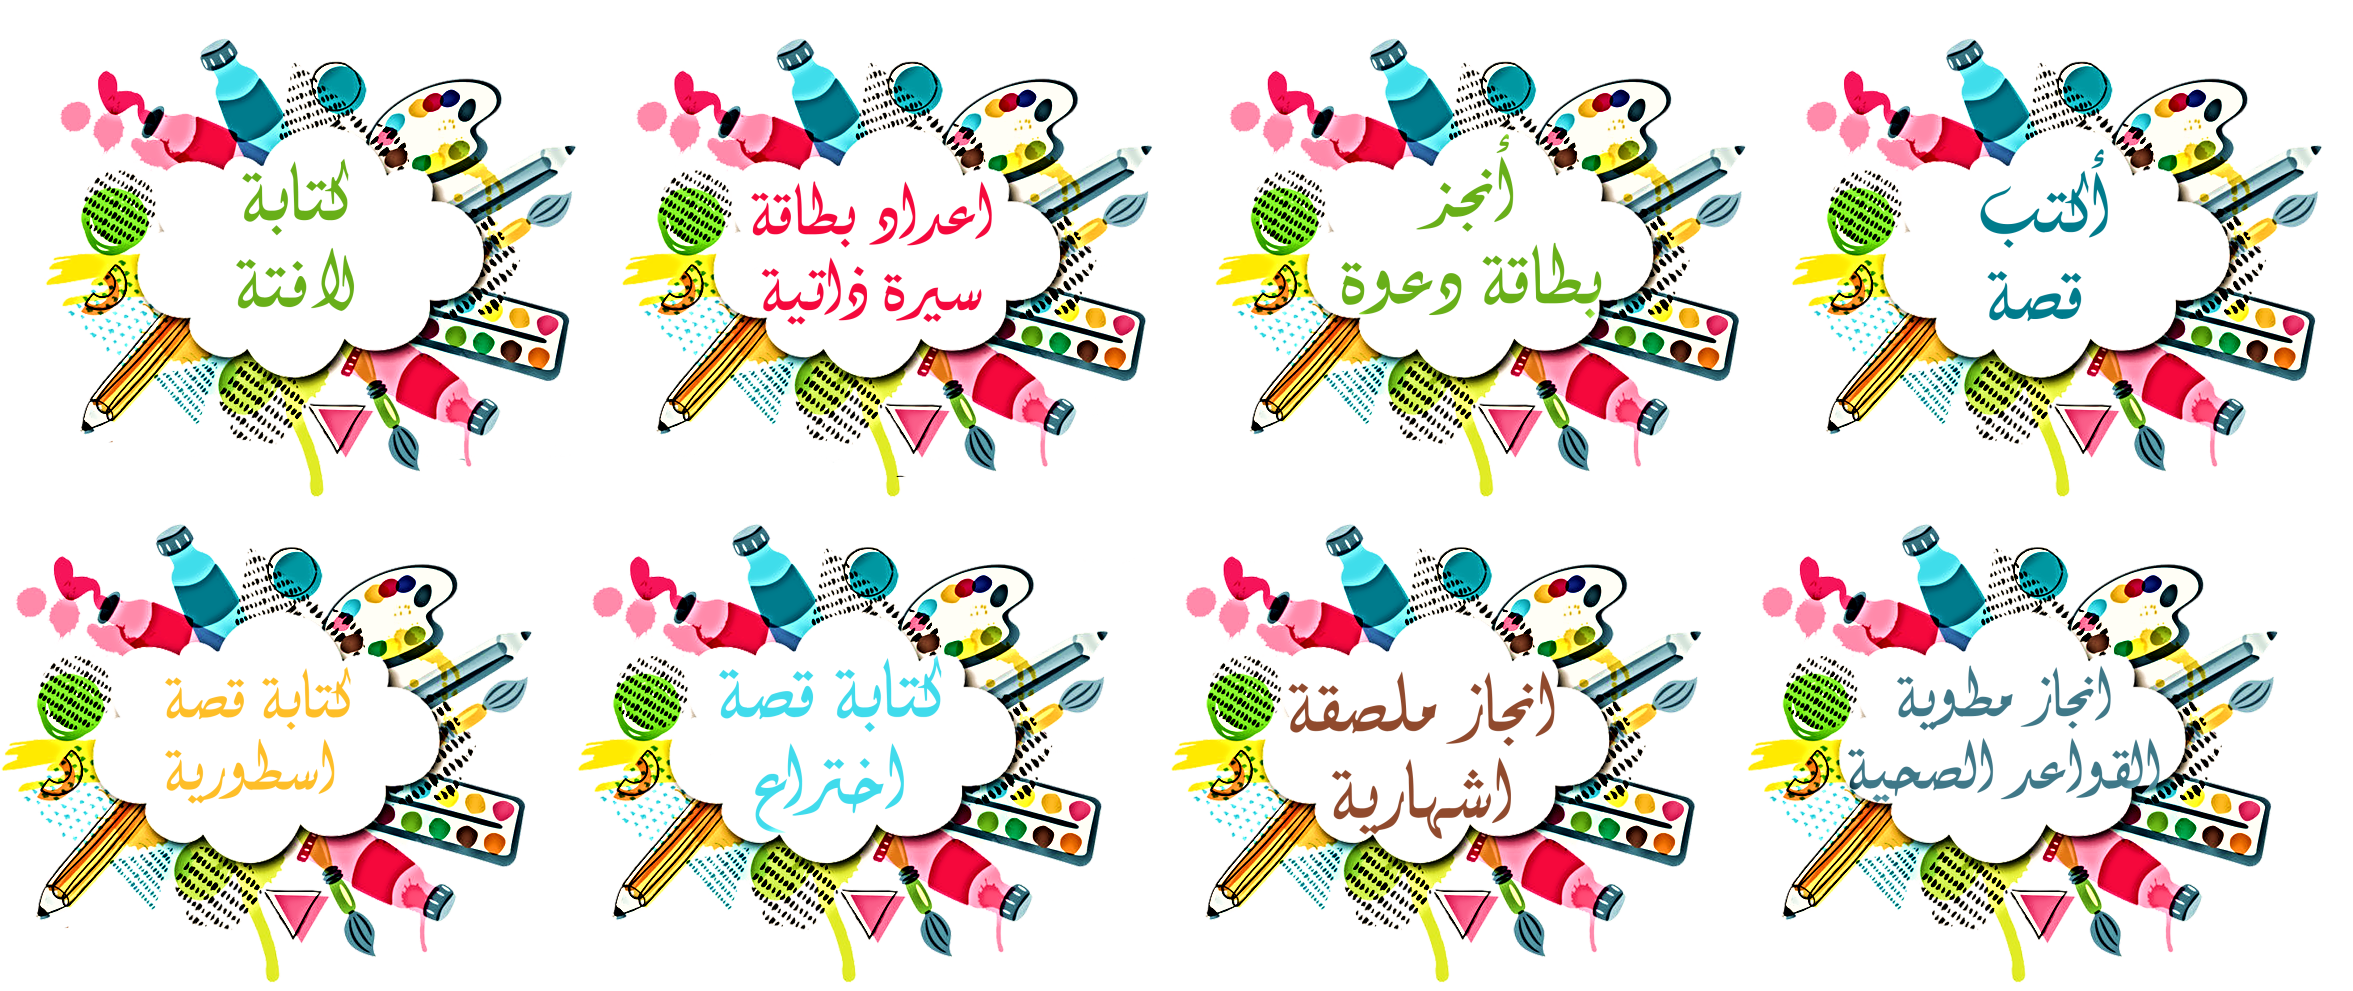 أكتب
قصة
أنجز
بطاقة دعوة
اعداد بطاقة
سيرة ذاتية
كتابة
لافتة
انجاز مطوية
القواعد الصحية
انجاز ملصقة
اشهارية
كتابة قصة
اختراع
كتابة قصة
اسطورية